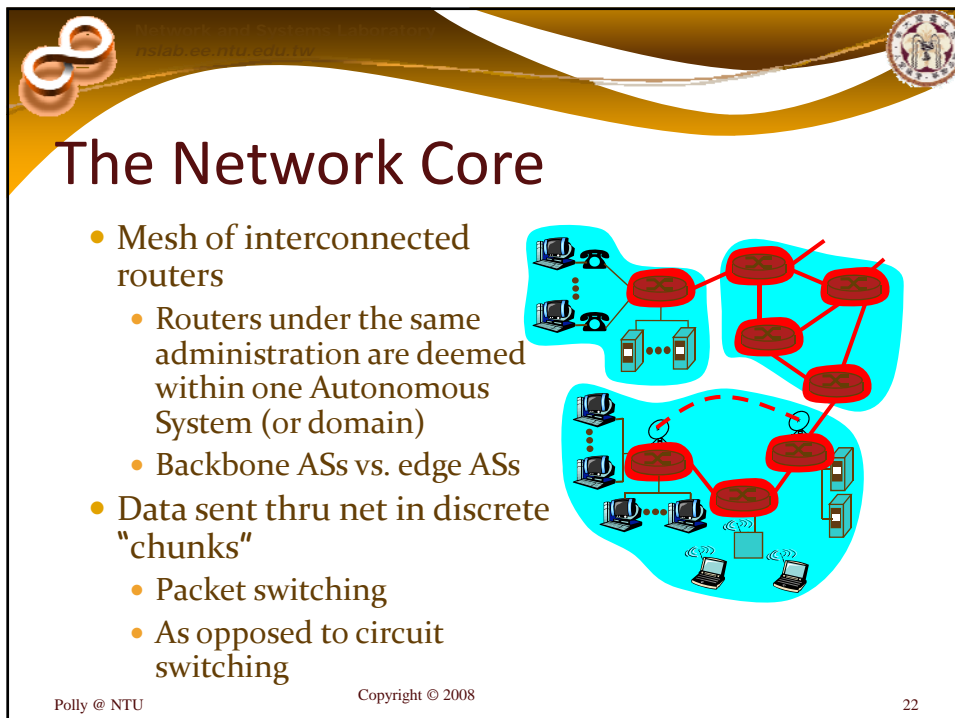 Network and Systems Laboratory
nslab.ee.ntu.edu.tw
The Network Core
Mesh of interconnected
routers
Routers under the same
administration are deemed
within one Autonomous
System (or domain)
Backbone ASs vs. edge ASs
Data sent thru net in discrete
"chunks"
Packet switching
As opposed to circuit
switching
Polly @ NTU
Copyright © 2008
22